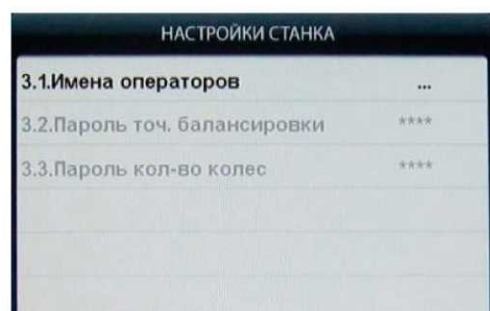 НАСТРОЙКИ СТАНКА
3.1.Имена операторов ...
3.2.Пароль точ. балансировки ****
3.3.Пароль кол-во колес ****